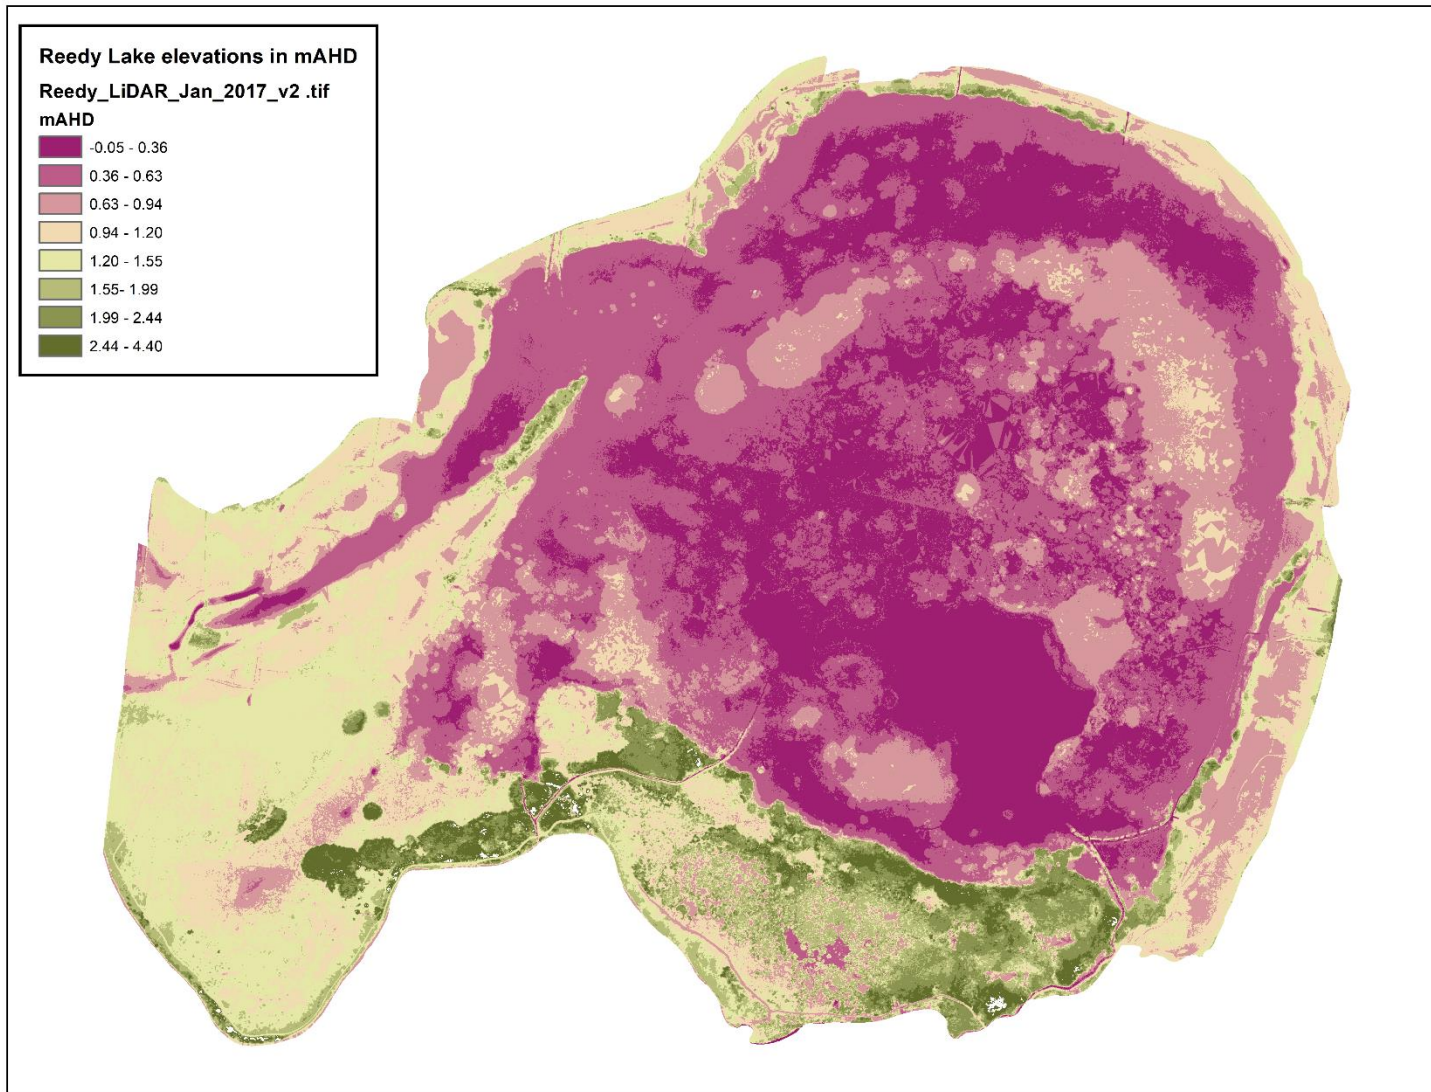 Reedy Lake elevations in mAHD
Reedy_LiDAR_Jan_2017_v2 .tif
mAHD
-0.05 - 0.36
0.36 - 0.63
0.63 - 0.94
0.94 - 1.20
1.20 - 1.55
1.55- 1.99
1.99 - 2.44
2.44 - 4.40